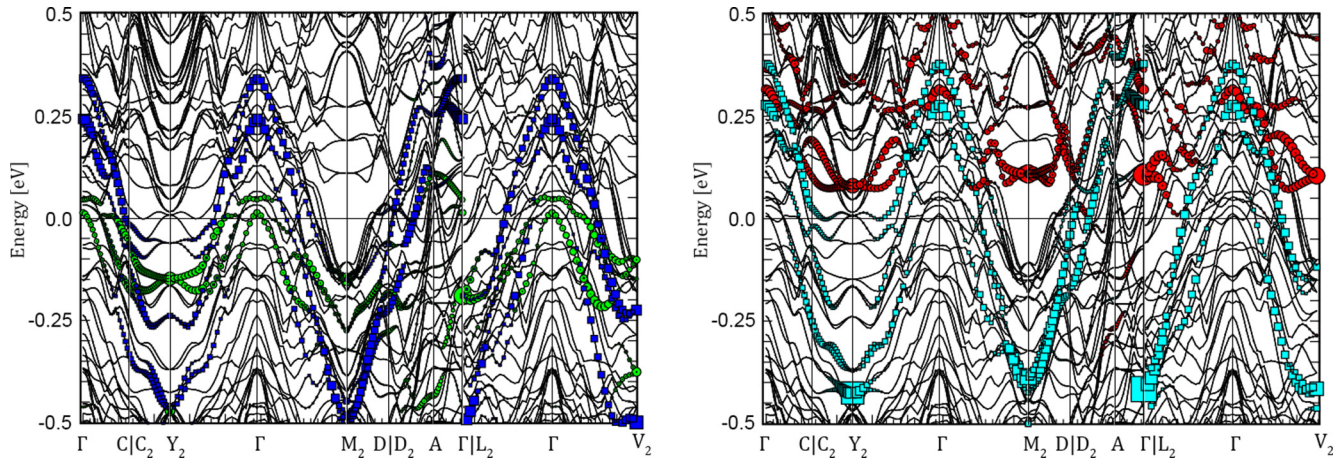 0.5
0.25
0.0
-0.25
-0.5
Energy [eV]
Γ C|C₂ Y₂ Γ M₂ D|D₂ A Γ|L₂ Γ V₂
0.5
0.25
0.0
-0.25
-0.5
Energy [eV]
Γ C|C₂ Y₂ Γ M₂ D|D₂ A Γ|L₂ Γ V₂